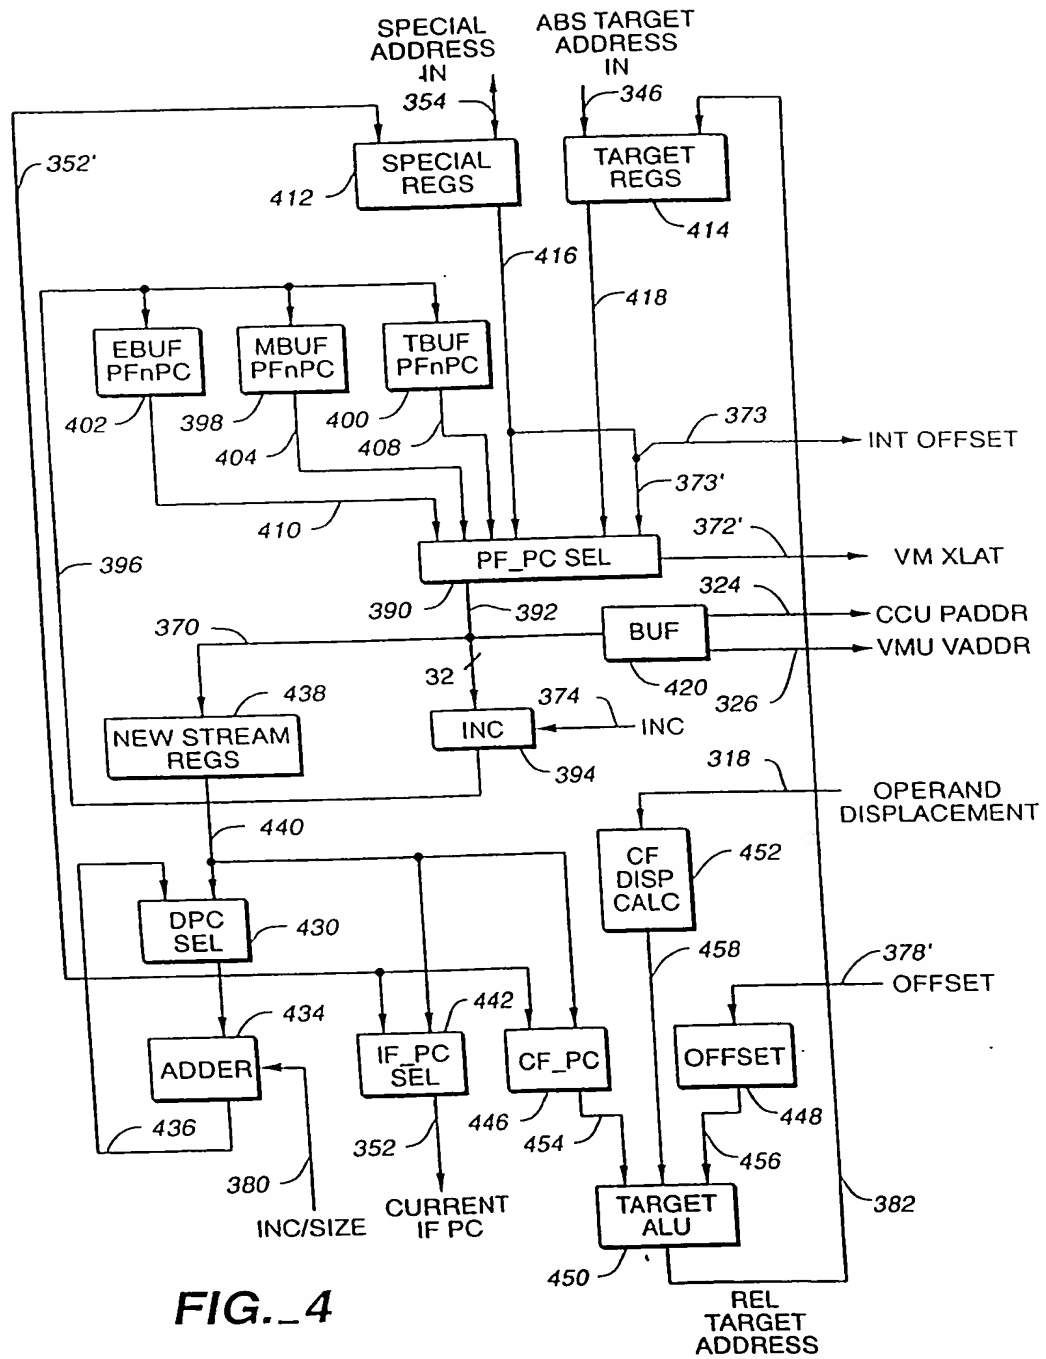 SPECIAL
ADDRESS
IN
ABS TARGET
ADDRESS
IN
354
346
352'
SPECIAL
REGS
412
TARGET
REGS
414
416
418
EBUF
PFnPC
MBUF
PFnPC
TBUF
PFnPC
402
398
404
400
408
373
INT OFFSET
373'
410
396
PF_PC SEL
372'
VM XLAT
390
392
324
CCU PADDR
370
BUF
VMU VADDR
32
420
326
438
374
NEW STREAM
REGS
INC
INC
394
318
OPERAND
DISPLACEMENT
440
CF
DISP
CALC
452
DPC
SEL
430
458
378'
OFFSET
442
434
ADDER
IF_PC
SEL
CF_PC
OFFSET
436
352
446
454
448
456
380
INC/SIZE
CURRENT
IF PC
TARGET
ALU
382
450
REL
TARGET
ADDRESS
FIG._4